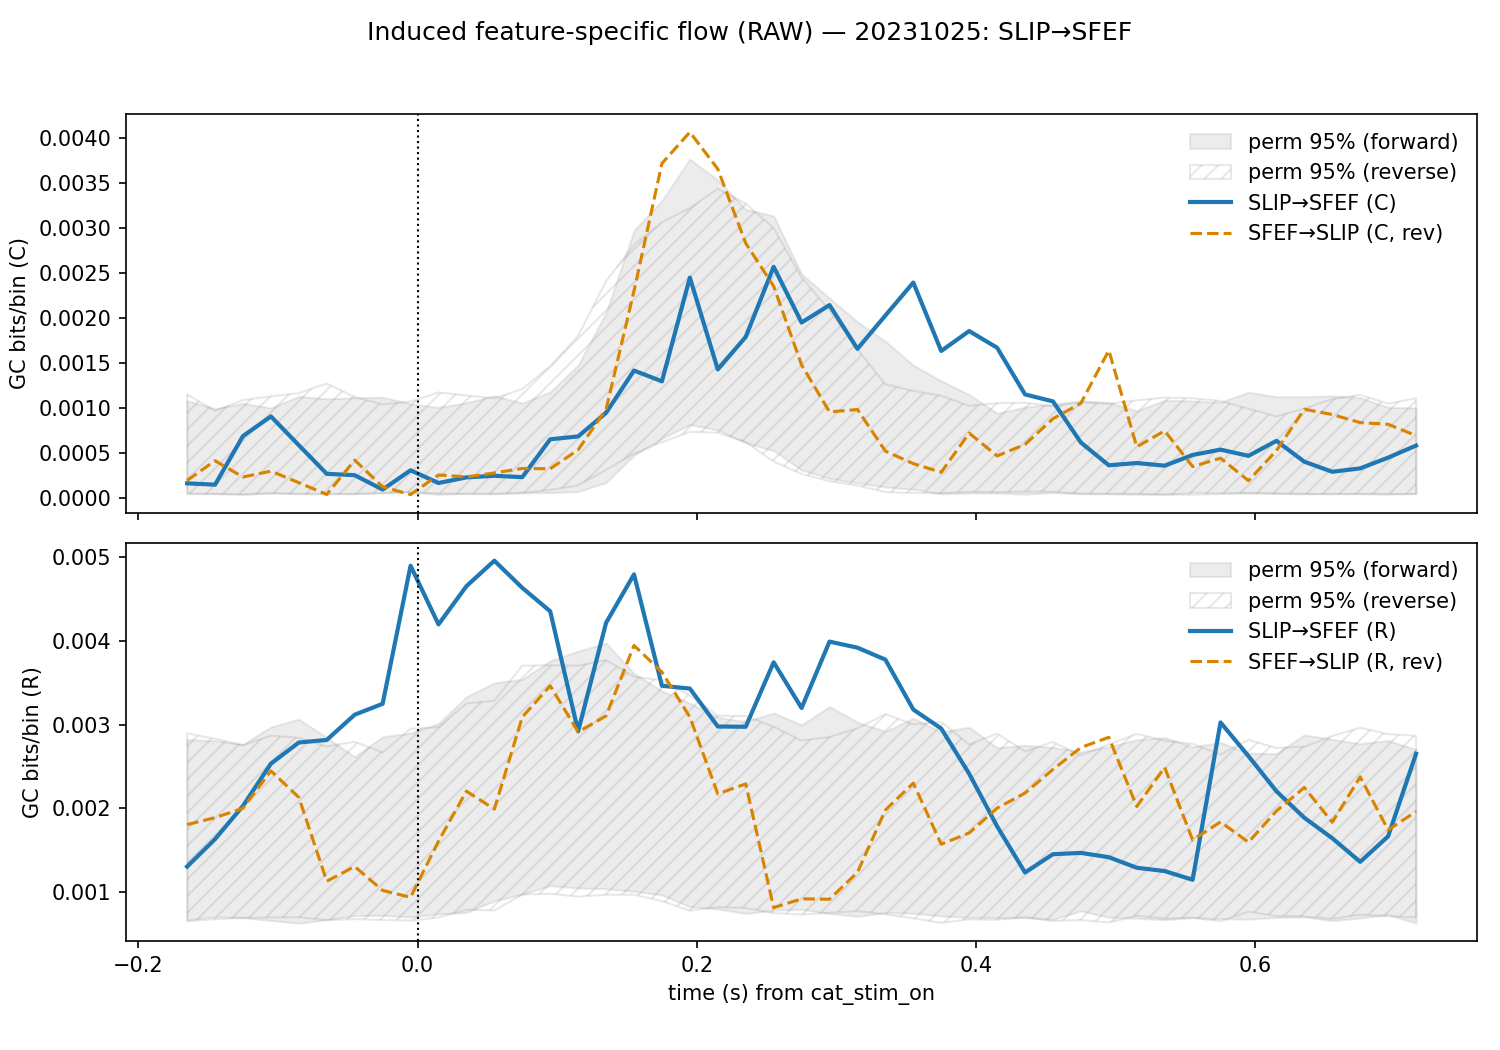 Induced feature-specific flow (RAW) — 20231025: SLIP→SFEF
GC bits/bin (C)
0.0040
0.0035
0.0030
0.0025
0.0020
0.0015
0.0010
0.0005
0.0000
perm 95% (forward)
perm 95% (reverse)
SLIP→SFEF (C)
SFEF→SLIP (C, rev)
GC bits/bin (R)
0.005
0.004
0.003
0.002
0.001
perm 95% (forward)
perm 95% (reverse)
SLIP→SFEF (R)
SFEF→SLIP (R, rev)
−0.2 0.0 0.2 0.4 0.6
time (s) from cat_stim_on